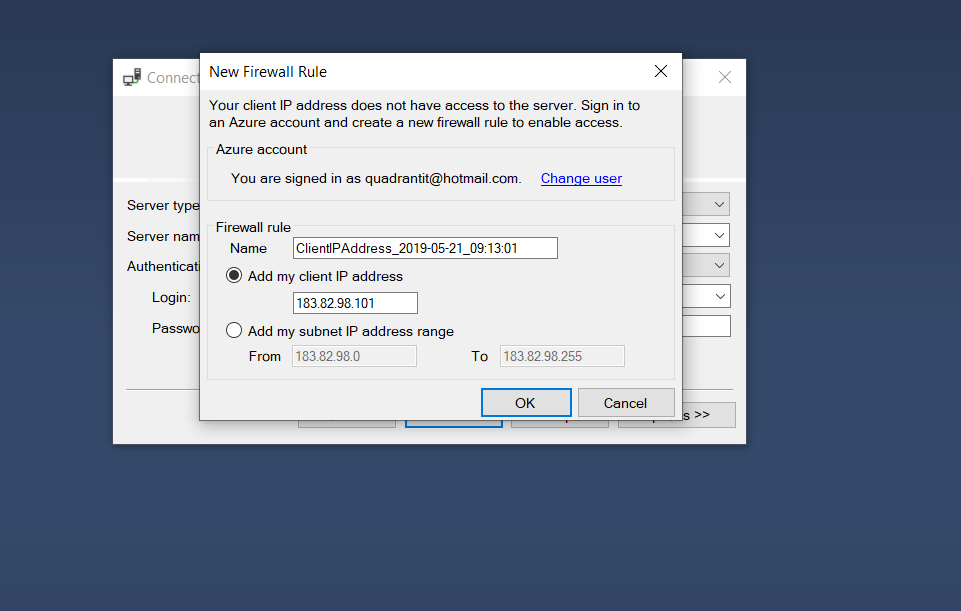 Connect
New Firewall Rule
Your client IP address does not have access to the server. Sign in to
an Azure account and create a new firewall rule to enable access.
Azure account
You are signed in as quadrantit@hotmail.com. Change user
Server type
Server nam
Authenticati
Login:
Passwo
Firewall rule
Name ClientIPAddress_2019-05-21_09:13:01
Add my client IP address
183.82.98.101
Add my subnet IP address range
From 183.82.98.0 To 183.82.98.255
OK Cancel
s >>